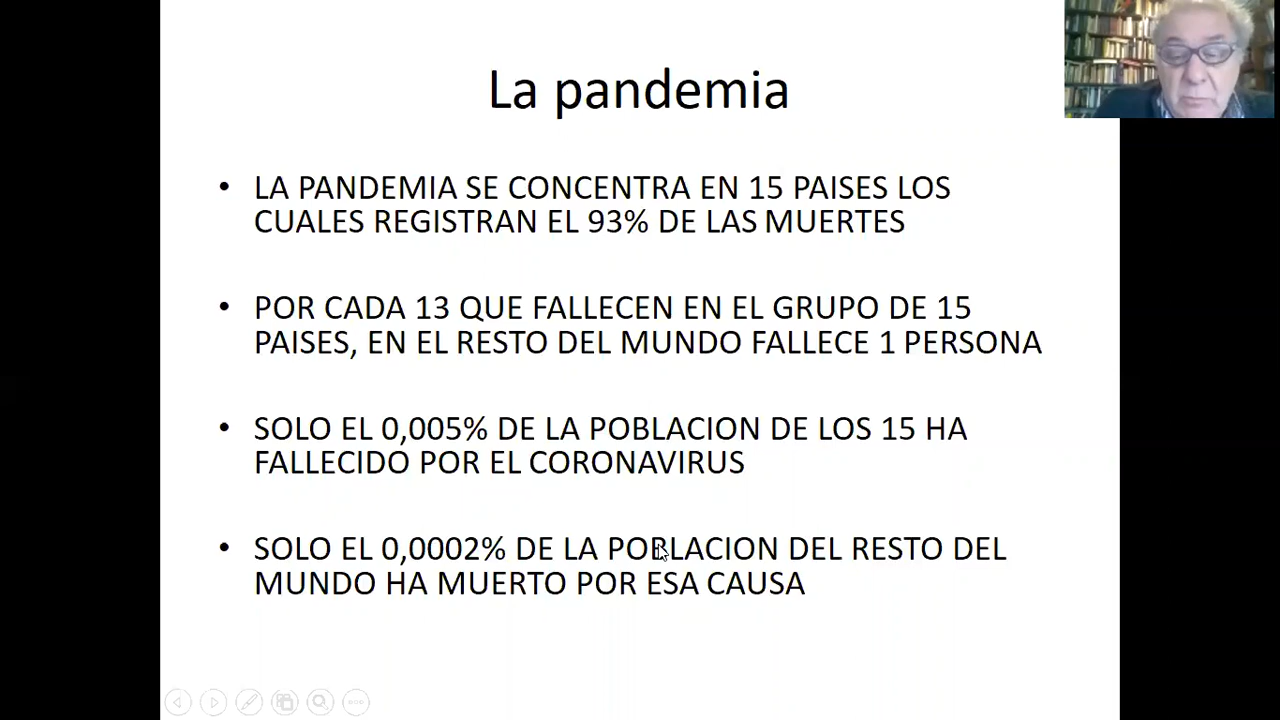 La pandemia
• LA PANDEMIA SE CONCENTRA EN 15 PAISES LOS
CUALES REGISTRAN EL 93% DE LAS MUERTES
• POR CADA 13 QUE FALLECEN EN EL GRUPO DE 15
PAISES, EN EL RESTO DEL MUNDO FALLECE 1 PERSONA
• SOLO EL 0,005% DE LA POBLACION DE LOS 15 HA
FALLECIDO POR EL CORONAVIRUS
• SOLO EL 0,0002% DE LA POBLACION DEL RESTO DEL
MUNDO HA MUERTO POR ESA CAUSA